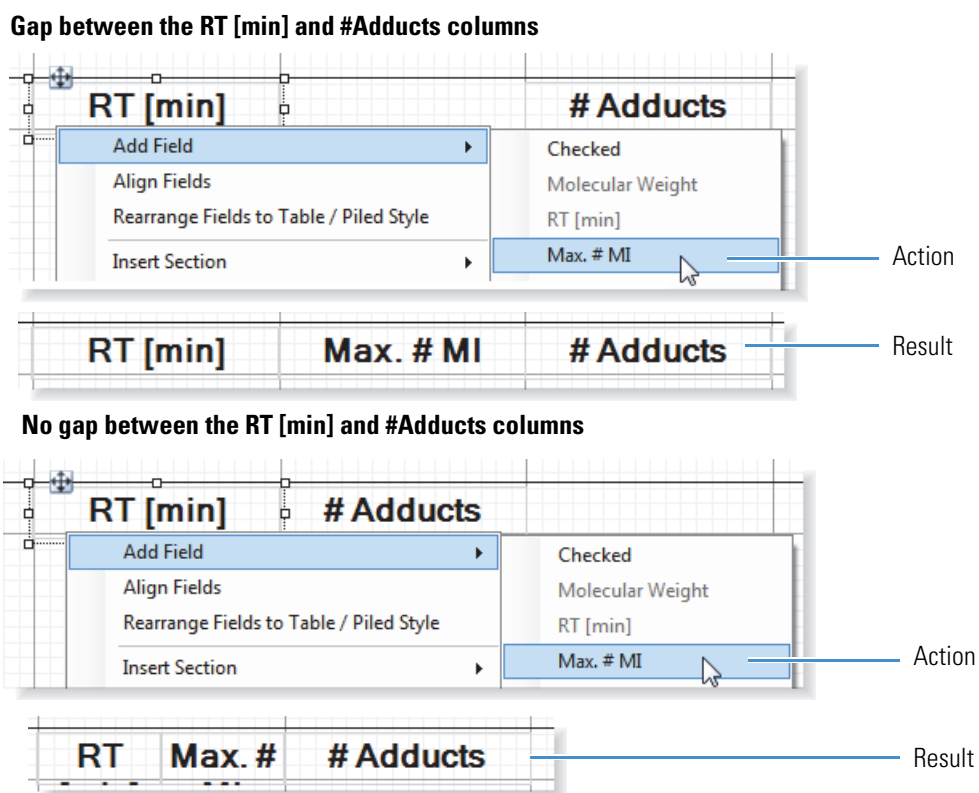 Gap between the RT [min] and #Adducts columns
RT [min] # Adducts
Add Field Checked
Align Fields Molecular Weight
Rearrange Fields to Table / Piled Style RT [min]
Insert Section Max. # MI Action
RT [min] Max. # MI # Adducts Result
No gap between the RT [min] and #Adducts columns
RT [min] # Adducts
Add Field Checked
Align Fields Molecular Weight
Rearrange Fields to Table / Piled Style RT [min]
Insert Section Max. # MI Action
RT Max. # # Adducts Result